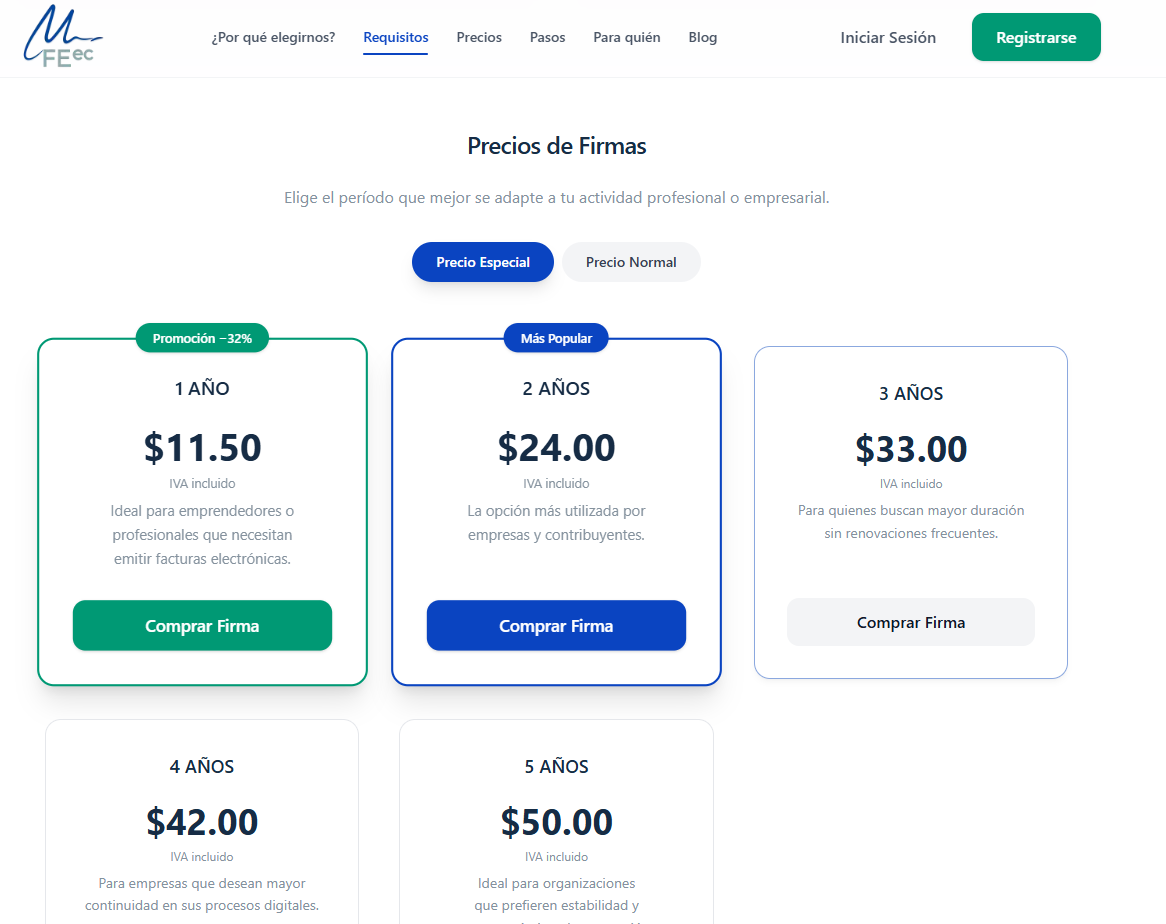 FEec
¿Por qué elegirnos? Requisitos Precios Pasos Para quién Blog Iniciar Sesión Registrarse
Precios de Firmas
Elige el período que mejor se adapte a tu actividad profesional o empresarial.
Precio Especial Precio Normal
Promoción −32%
1 AÑO
$11.50
IVA incluido
Ideal para emprendedores o
profesionales que necesitan
emitir facturas electrónicas.
Comprar Firma
Más Popular
2 AÑOS
$24.00
IVA incluido
La opción más utilizada por
empresas y contribuyentes.
Comprar Firma
3 AÑOS
$33.00
IVA incluido
Para quienes buscan mayor duración
sin renovaciones frecuentes.
Comprar Firma
4 AÑOS
$42.00
IVA incluido
Para empresas que desean mayor
continuidad en sus procesos digitales.
5 AÑOS
$50.00
IVA incluido
Ideal para organizaciones
que prefieren estabilidad y